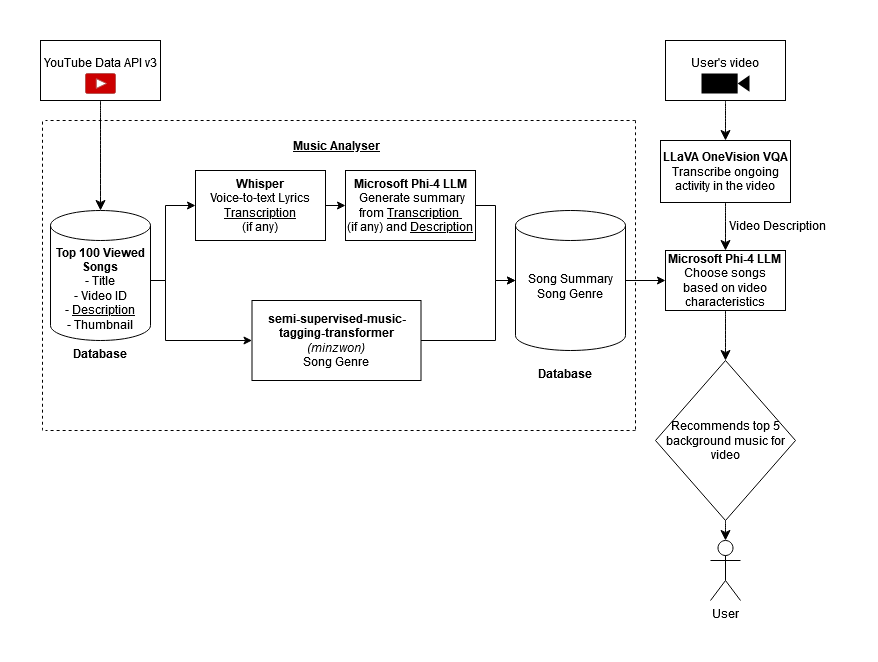 YouTube Data API v3
User's video
Music Analyser
LLaVA OneVision VQA
Transcribe ongoing
activity in the video
Whisper
Voice-to-text Lyrics
Transcription
(if any)
Microsoft Phi-4 LLM
Generate summary
from Transcription
(if any) and Description
Video Description
Top 100 Viewed
Songs
- Title
- Video ID
- Description
- Thumbnail
Database
Song Summary
Song Genre
Database
Microsoft Phi-4 LLM
Choose songs
based on video
characteristics
semi-supervised-music-
tagging-transformer
(minzwon)
Song Genre
Recommends top 5
background music for
video
User